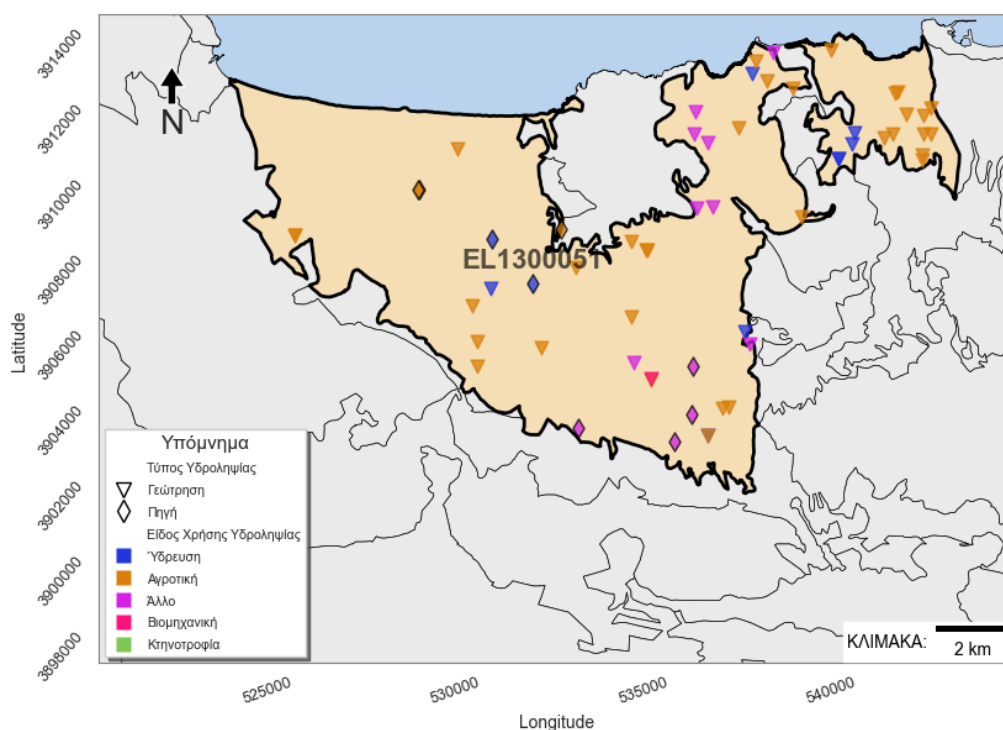 3914000
3912000
3910000
3908000
3906000
3904000
3902000
3900000
3898000
Latitude
N
EL1300051
Υπόμνημα
Τύπος Υδροληψίας
Γεώτρηση
Πηγή
Είδος Χρήσης Υδροληψίας
Ύδρευση
Αγροτική
Άλλο
Βιομηχανική
Κτηνοτροφία
ΚΛΙΜΑΚΑ:
2 km
525000
530000
535000
540000
Longitude